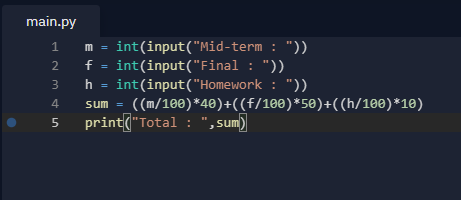 main.py
1 m = int(input("Mid-term : "))
2 f = int(input("Final : "))
3 h = int(input("Homework : "))
4 sum = ((m/100)*40)+((f/100)*50)+((h/100)*10)
5 print("Total : ",sum)